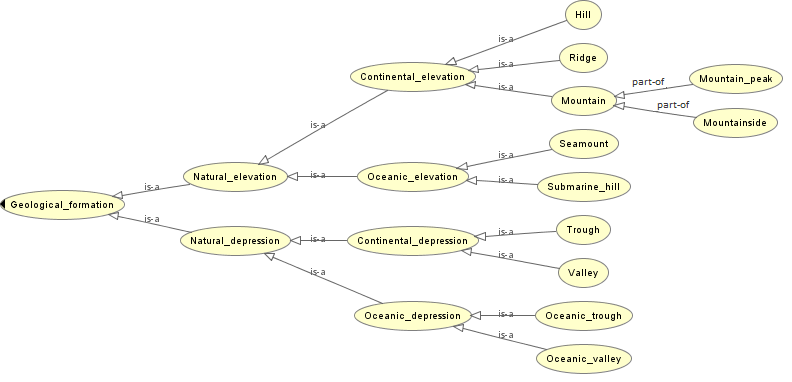 Hill
is-a
Ridge
is-a
Continental_elevation
is-a
Mountain
part-of
Mountain_peak
part-of
Mountainside
is-a
Seamount
is-a
Natural_elevation
is-a
Oceanic_elevation
is-a
Submarine_hill
is-a
Geological_formation
is-a
Trough
is-a
Natural_depression
is-a
Continental_depression
is-a
Valley
is-a
Oceanic_depression
is-a
Oceanic_trough
is-a
Oceanic_valley